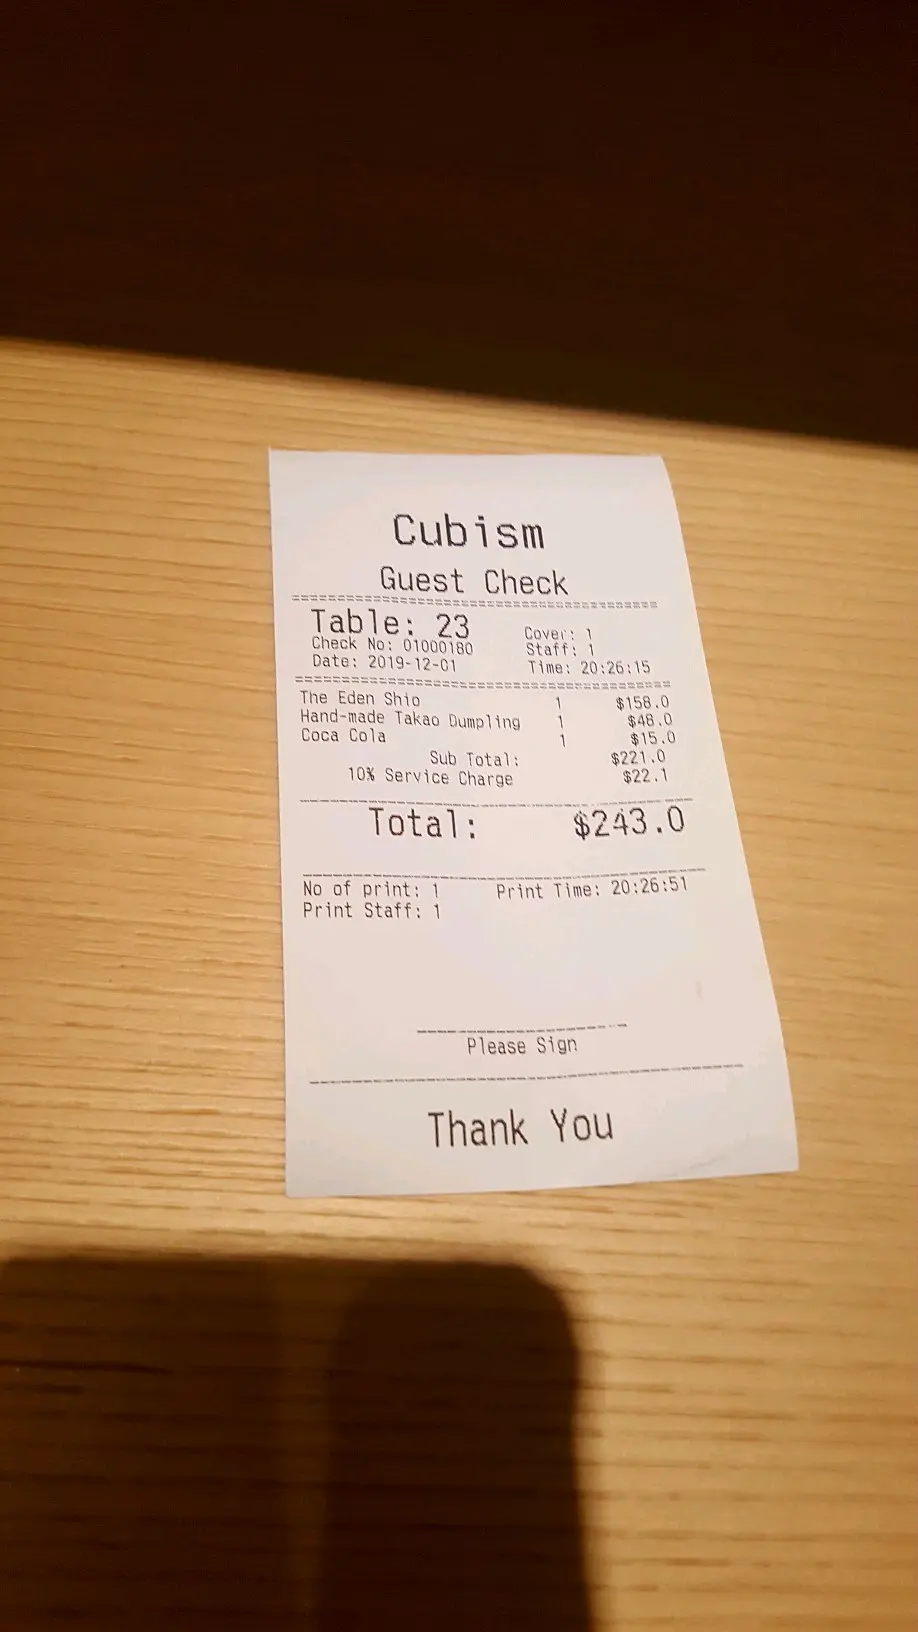 Cubism
Guest Check
Table: 23 Cover: 1
Check No: 01000180 Staff: 1
Date: 2019-12-01 Time: 20:26:15
The Eden Shio 1 $158.0
Hand-made Takao Dumpling 1 $48.0
Coca Cola 1 $15.0
Sub Total: $221.0
10% Service Charge $22.1
Total: $243.0
No of print: 1 Print Time: 20:26:51
Print Staff: 1
Please Sign
Thank You